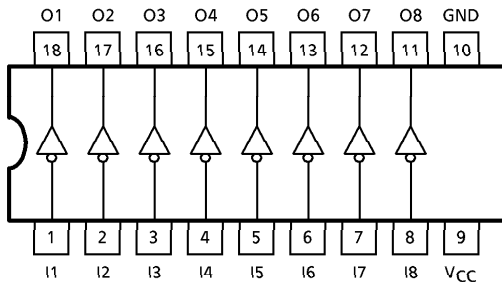 O1 O2 O3 O4 O5 O6 O7 O8 GND
18 17 16 15 14 13 12 11 10
1 2 3 4 5 6 7 8 9
I1 I2 I3 I4 I5 I6 I7 I8 VCC